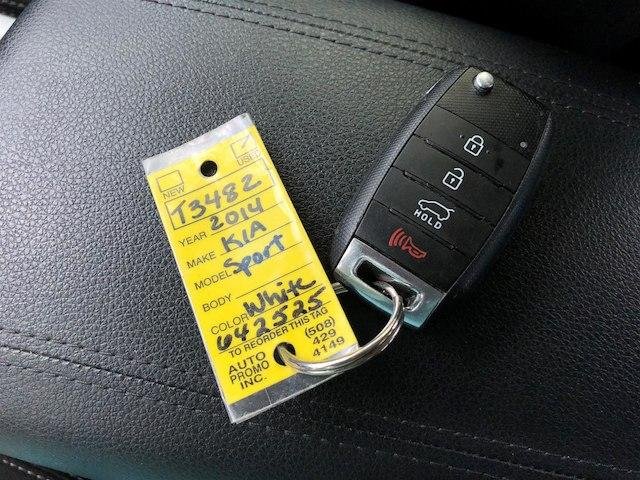 NEW USED
T3482
YEAR 2014
MAKE KIA
MODEL Sport
BODY
COLOR White
642525
TO REORDER THIS TAG
AUTO PROMO INC.
(508) 429 4149
HOLD